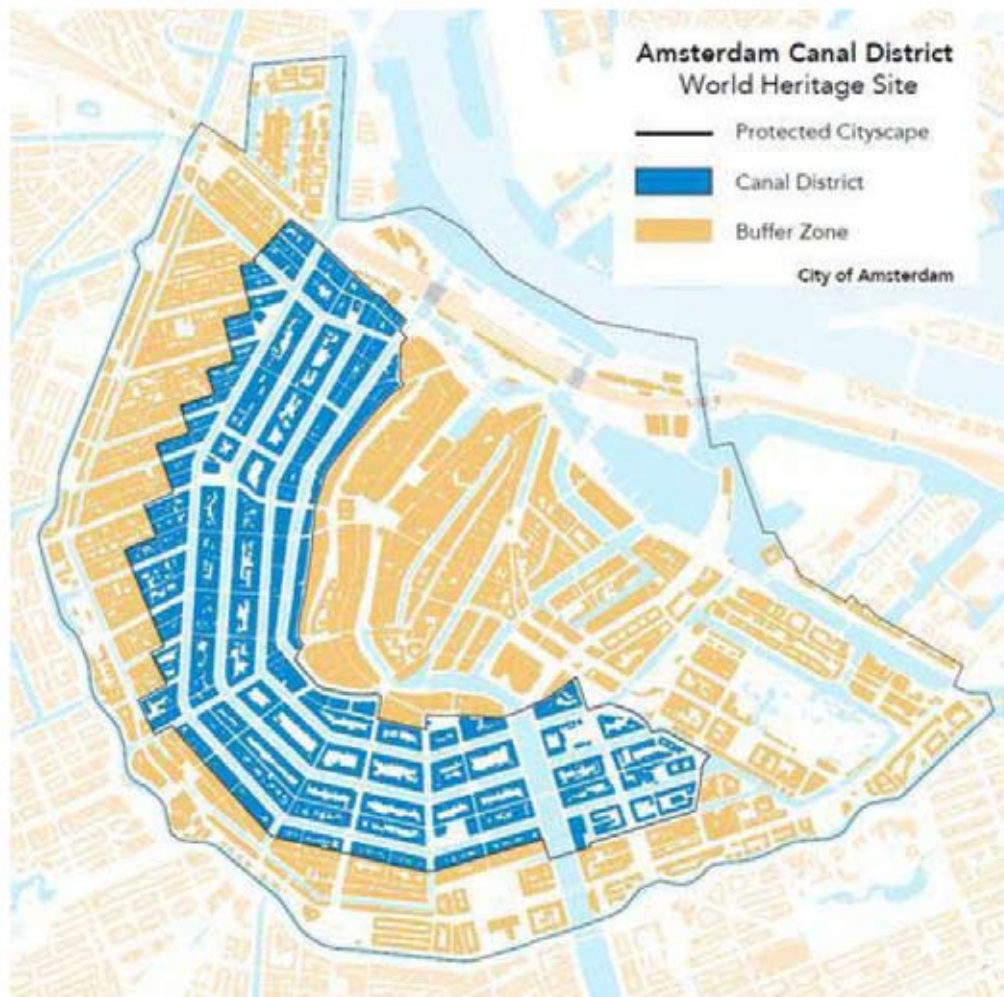 Amsterdam Canal District
World Heritage Site
Protected Cityscape
Canal District
Buffer Zone
City of Amsterdam